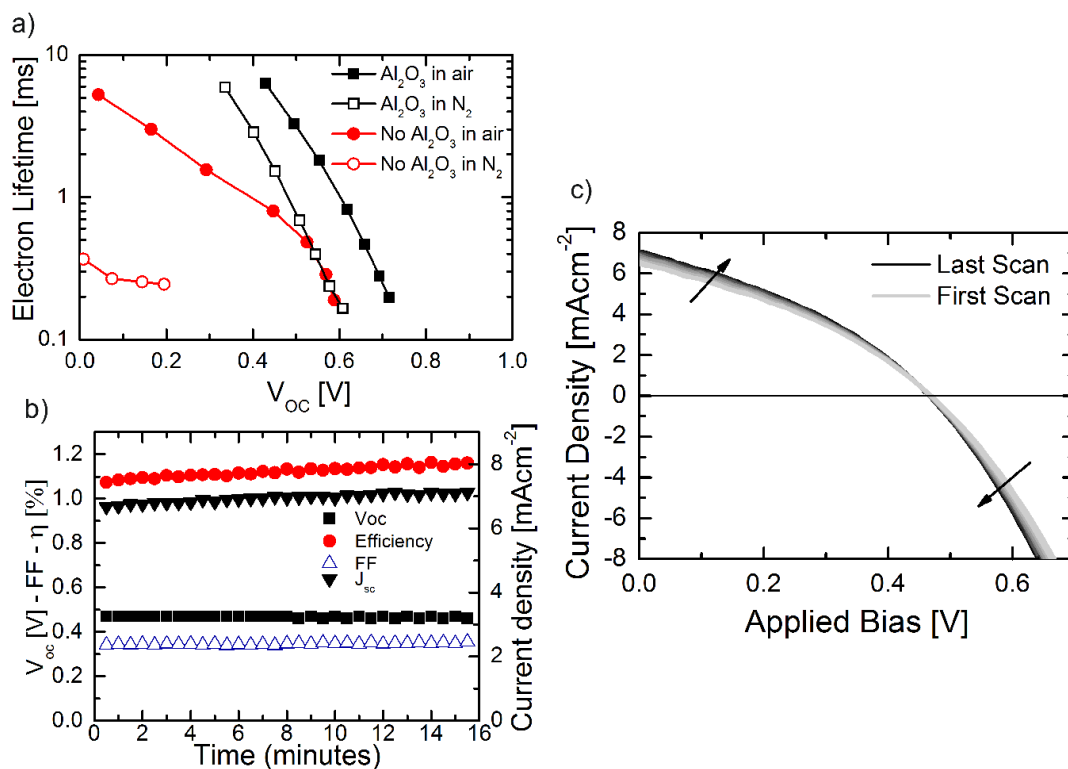 a)
Electron Lifetime [ms]
10
1
0.1
Al₂O₃ in air
Al₂O₃ in N₂
No Al₂O₃ in air
No Al₂O₃ in N₂
0.0 0.2 0.4 0.6 0.8 1.0
V_OC [V]
b)
V_oc [V] - FF - η [%]
1.2
1.0
0.8
0.6
0.4
0.2
0.0
Voc
Efficiency
FF
J_sc
8
6
4
2
0
Current density [mAcm⁻²]
0 2 4 6 8 10 12 14 16
Time (minutes)
c)
Current Density [mAcm⁻²]
8
6
4
2
0
-2
-4
-6
-8
Last Scan
First Scan
0.0 0.2 0.4 0.6
Applied Bias [V]